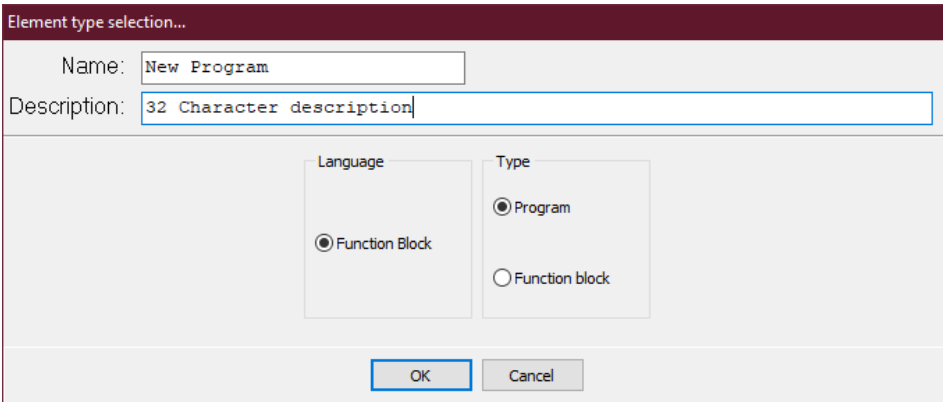 Element type selection...
Name: New Program
Description: 32 Character description
Language
Function Block
Type
Program
Function block
OK
Cancel